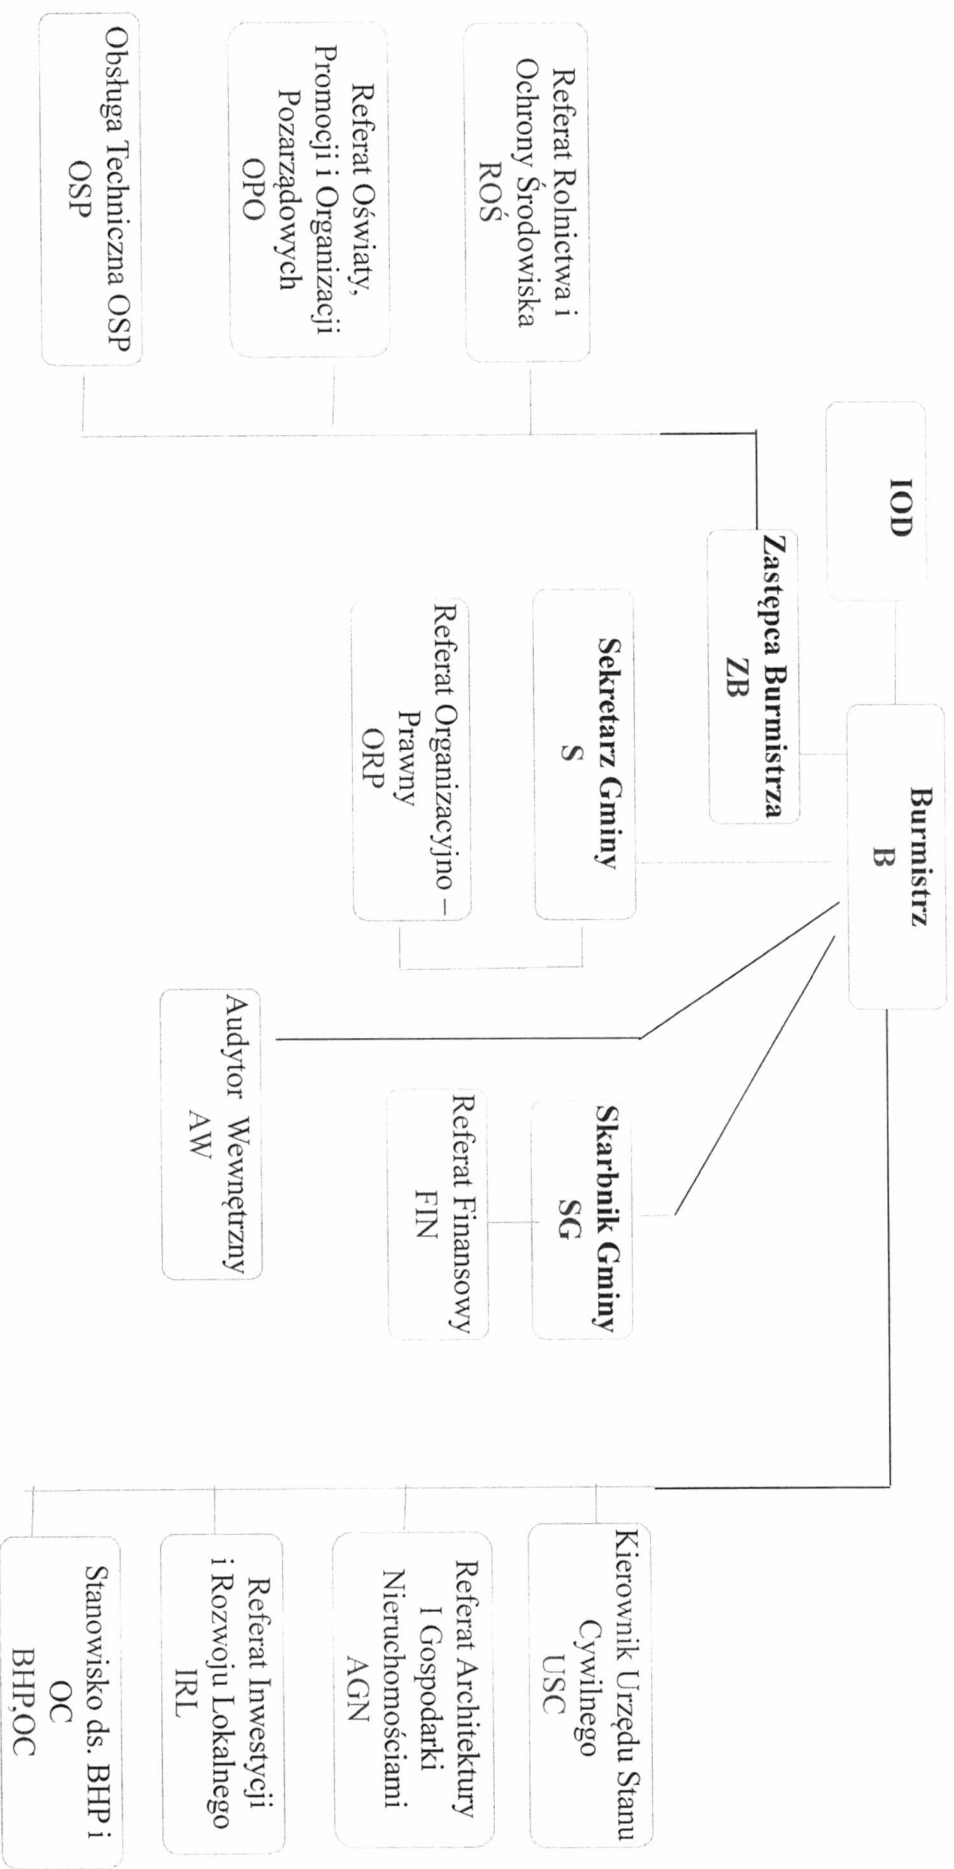 Burmistrz
B
IOD
Zastępca Burmistrza
ZB
Sekretarz Gminy
S
Referat Organizacyjno –
Prawny
ORP
Skarbnik Gminy
SG
Referat Finansowy
FIN
Audytor Wewnętrzny
AW
Referat Rolnictwa i
Ochrony Środowiska
ROŚ
Referat Oświaty,
Promocji i Organizacji
Pozarządowych
OPO
Obsługa Techniczna OSP
OSP
Kierownik Urzędu Stanu
Cywilnego
USC
Referat Architektury
I Gospodarki
Nieruchomościami
AGN
Referat Inwestycji
i Rozwoju Lokalnego
IRL
Stanowisko ds. BHP i
OC
BHP,OC